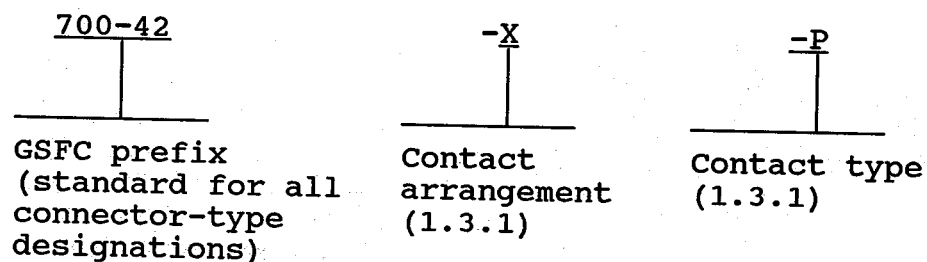 700-42 -X -P
GSFC prefix
(standard for all
connector-type
designations)
Contact
arrangement
(1.3.1)
Contact type
(1.3.1)